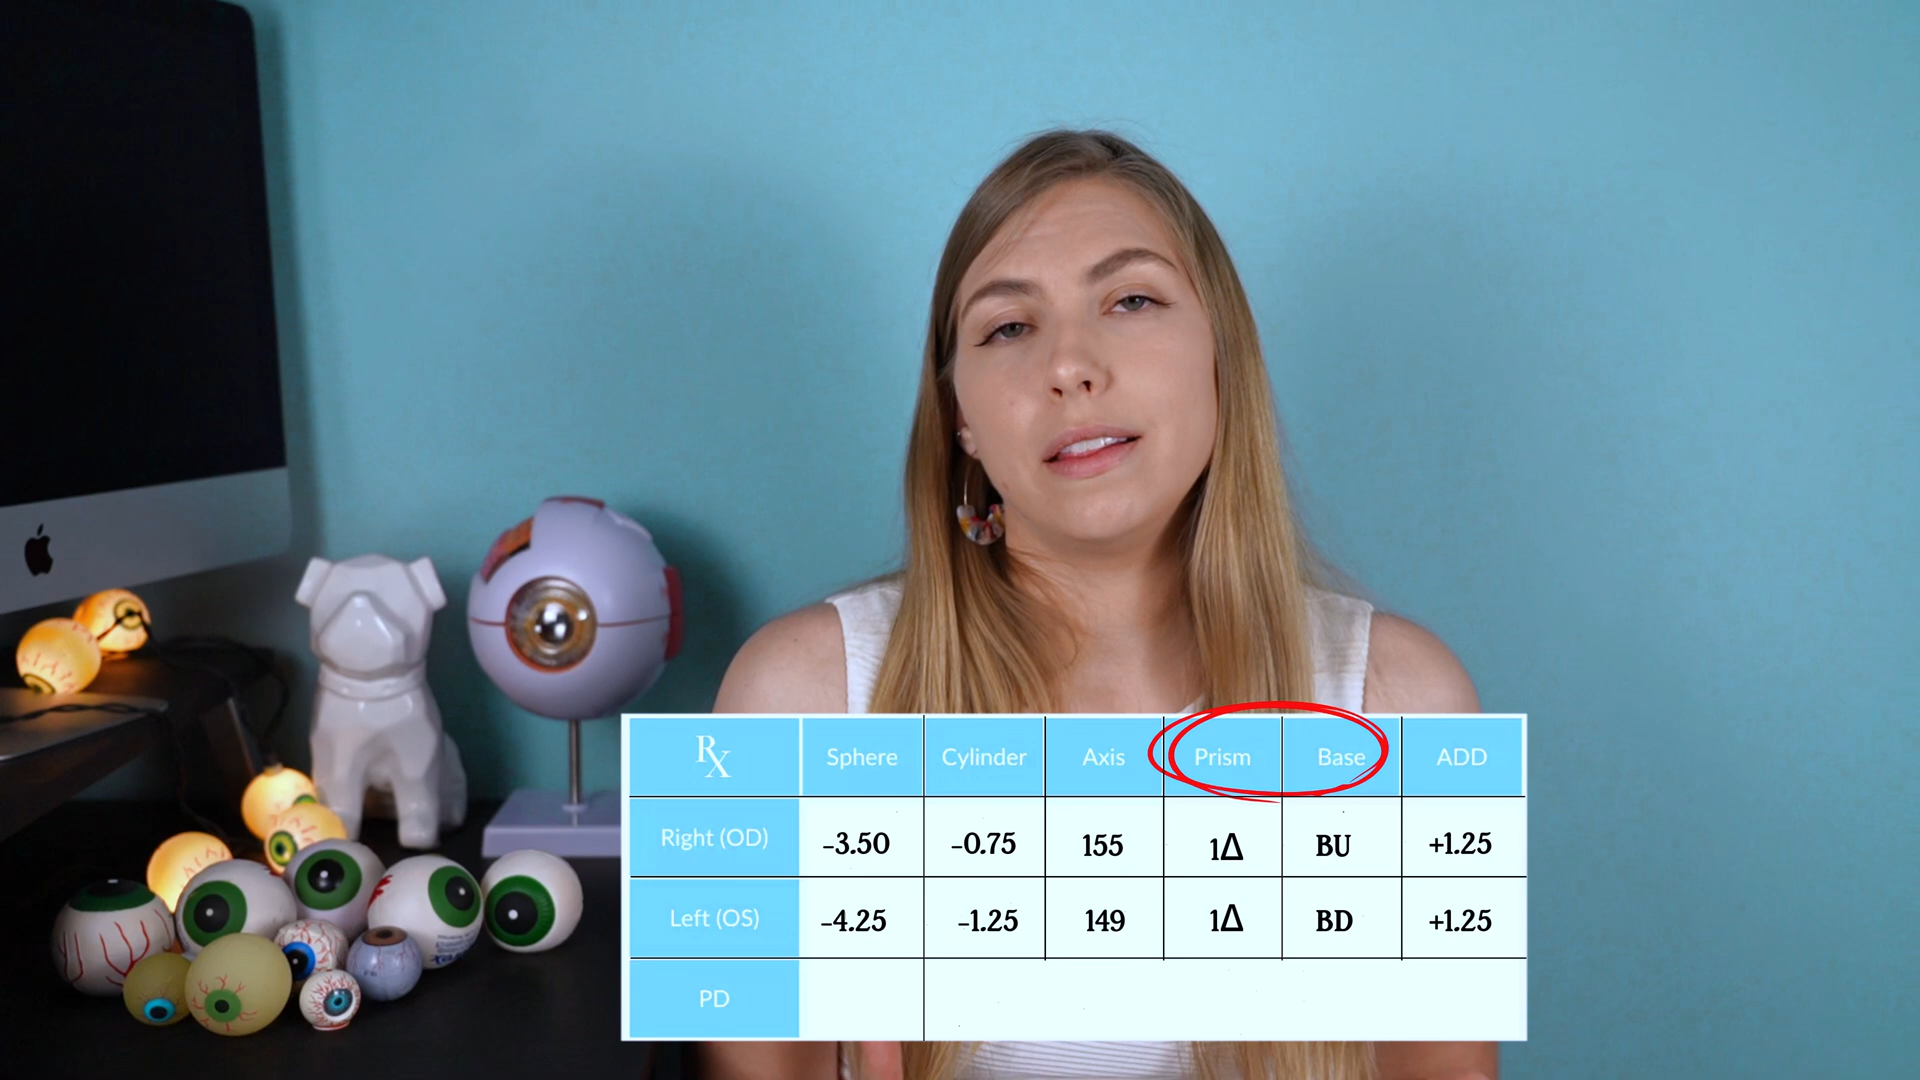 Rx Sphere Cylinder Axis Prism Base ADD
Right (OD) -3.50 -0.75 155 1Δ BU +1.25
Left (OS) -4.25 -1.25 149 1Δ BD +1.25
PD